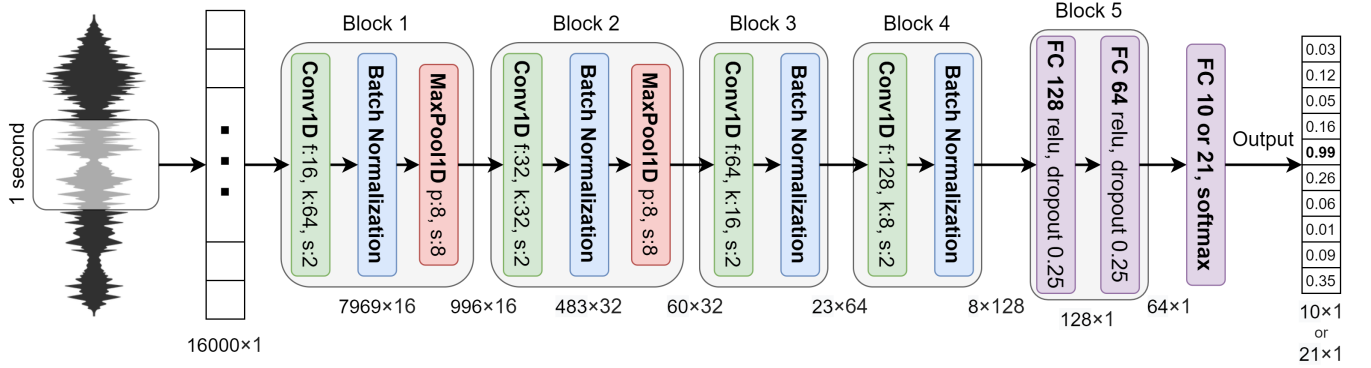 1 second
16000×1
Block 1
Conv1D f:16, k:64, s:2
Batch Normalization
MaxPool1D p:8, s:8
7969×16
996×16
Block 2
Conv1D f:32, k:32, s:2
Batch Normalization
MaxPool1D p:8, s:8
483×32
60×32
Block 3
Conv1D f:64, k:16, s:2
Batch Normalization
23×64
Block 4
Conv1D f:128, k:8, s:2
Batch Normalization
8×128
Block 5
FC 128 relu, dropout 0.25
FC 64 relu, dropout 0.25
128×1
64×1
FC 10 or 21, softmax
Output
0.03
0.12
0.05
0.16
0.99
0.26
0.06
0.01
0.09
0.35
10×1
or
21×1